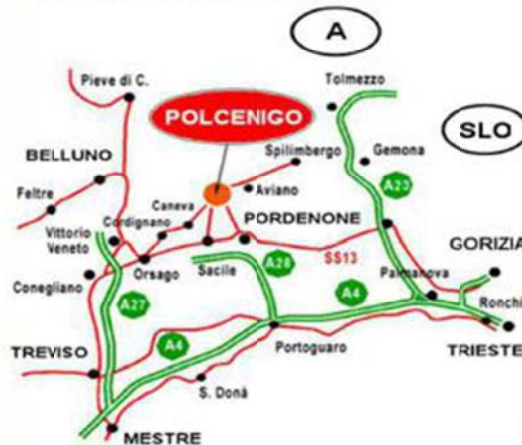 A
Pieve di C.
Tolmezzo
POLCENIGO
SLO
BELLUNO
Spilimbergo
Gemona
Feltre
Caneva
Aviano
A23
Vittorio
Veneto
Cordignano
PORDENONE
GORIZIA
Orsago
Sacile
A28
SS13
Palmanova
Conegliano
A27
A4
Ronchi
TREVISO
A4
Portoguaro
TRIESTE
S. Donà
MESTRE